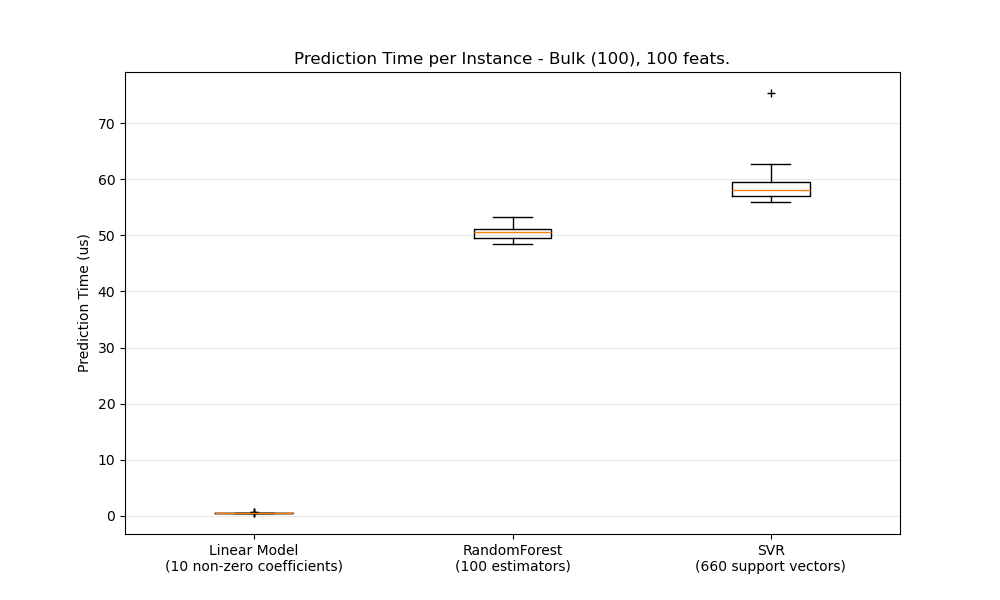 Prediction Time per Instance - Bulk (100), 100 feats.
Prediction Time (us)
70
60
50
40
30
20
10
0
Linear Model
(10 non-zero coefficients)
RandomForest
(100 estimators)
SVR
(660 support vectors)